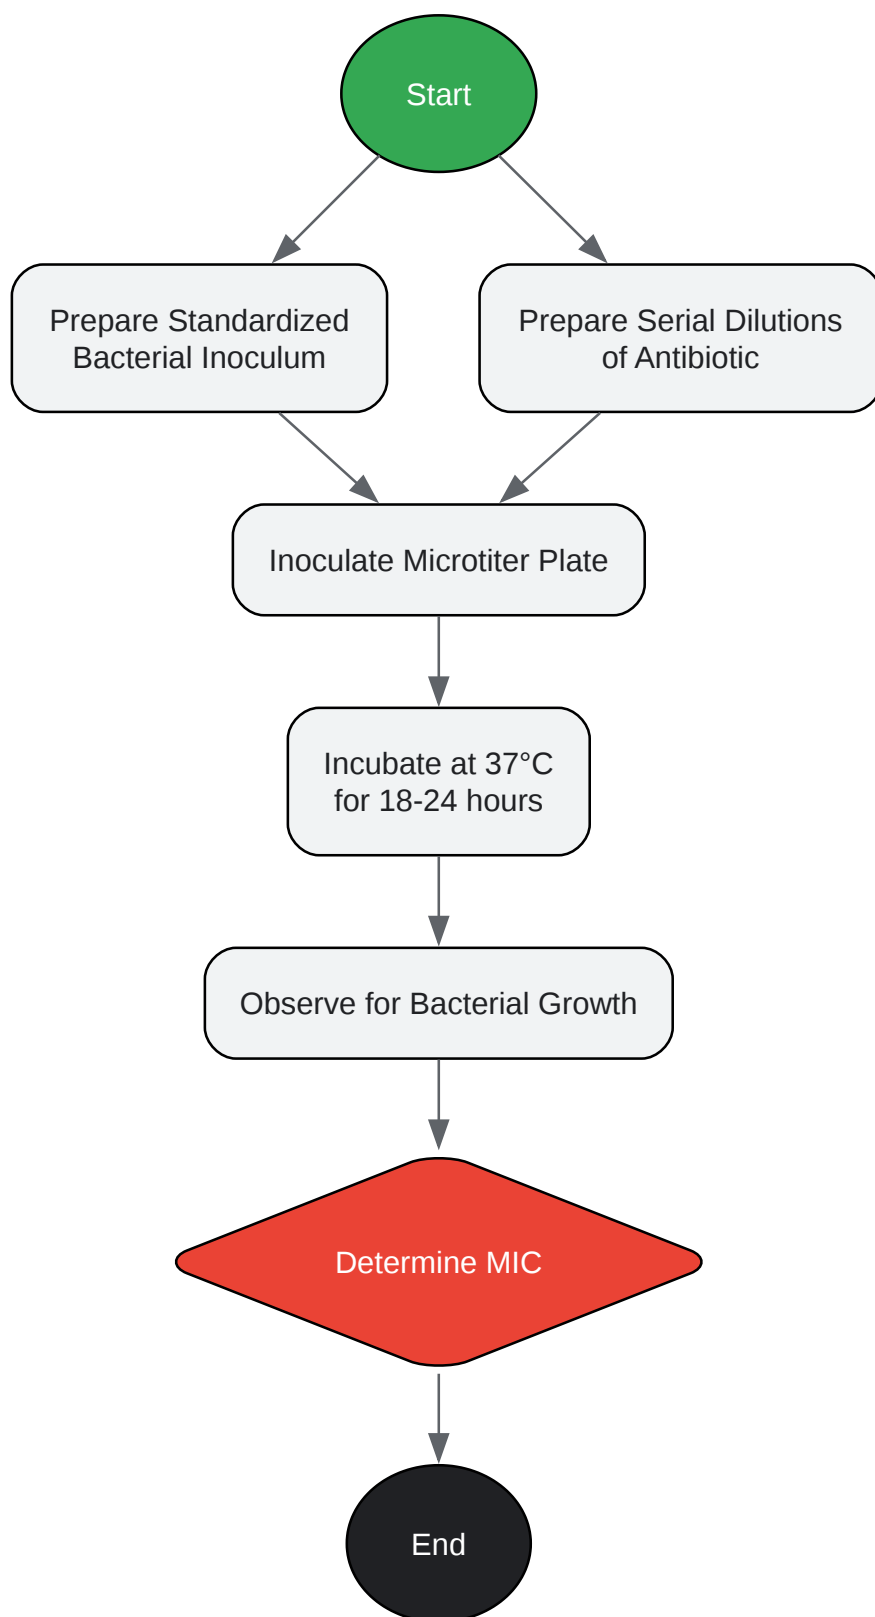 Start
Prepare Standardized
Bacterial Inoculum
Prepare Serial Dilutions
of Antibiotic
Inoculate Microtiter Plate
Incubate at 37°C
for 18-24 hours
Observe for Bacterial Growth
Determine MIC
End